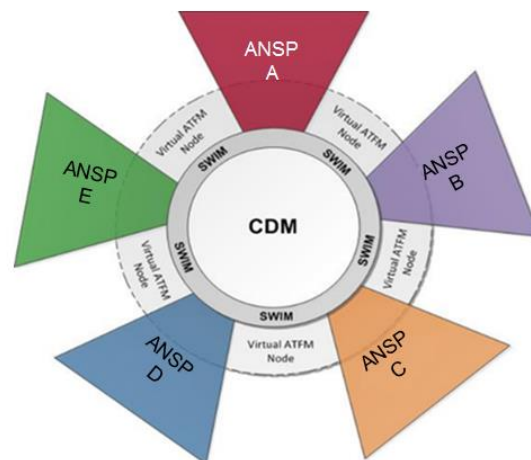 ANSP
A
Virtual ATFM
Node
Virtual ATFM
Node
SWIM
SWIM
ANSP
E
ANSP
B
CDM
Virtual ATFM
Node
SWIM
SWIM
Virtual ATFM
Node
SWIM
Virtual ATFM
Node
ANSP
D
ANSP
C